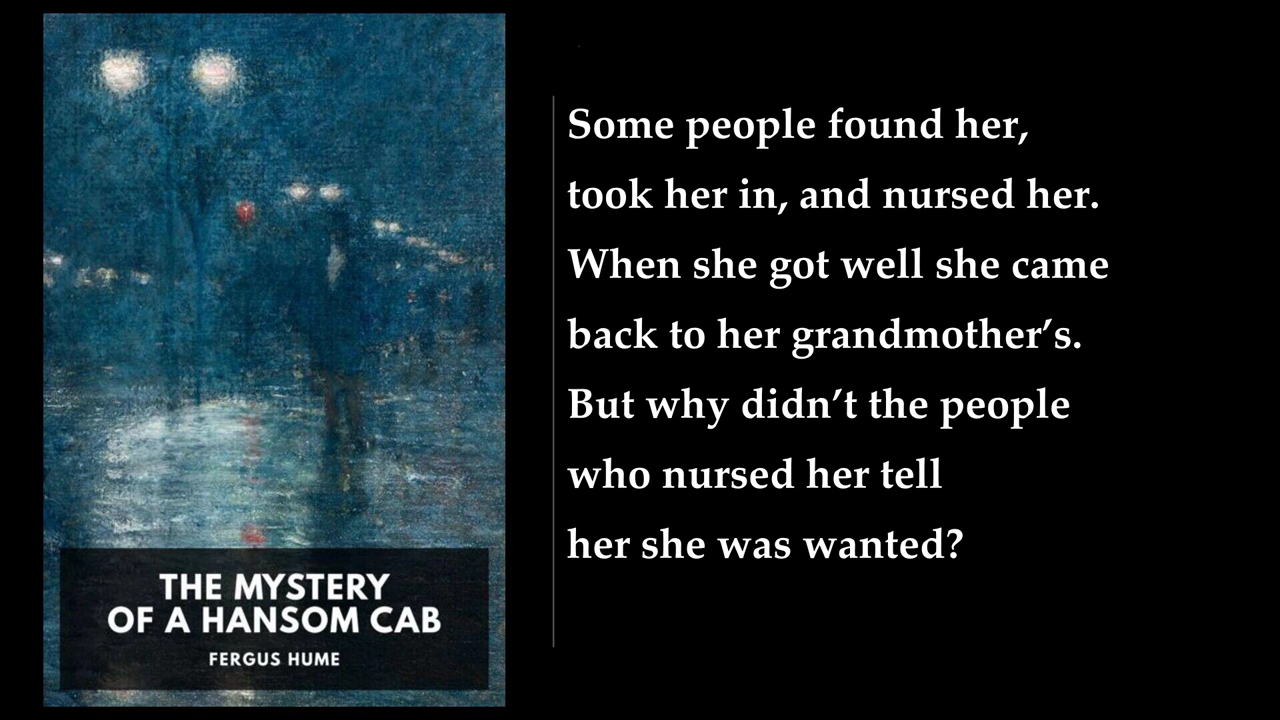 THE MYSTERY
OF A HANSOM CAB
FERGUS HUME
Some people found her,
took her in, and nursed her.
When she got well she came
back to her grandmother’s.
But why didn’t the people
who nursed her tell
her she was wanted?